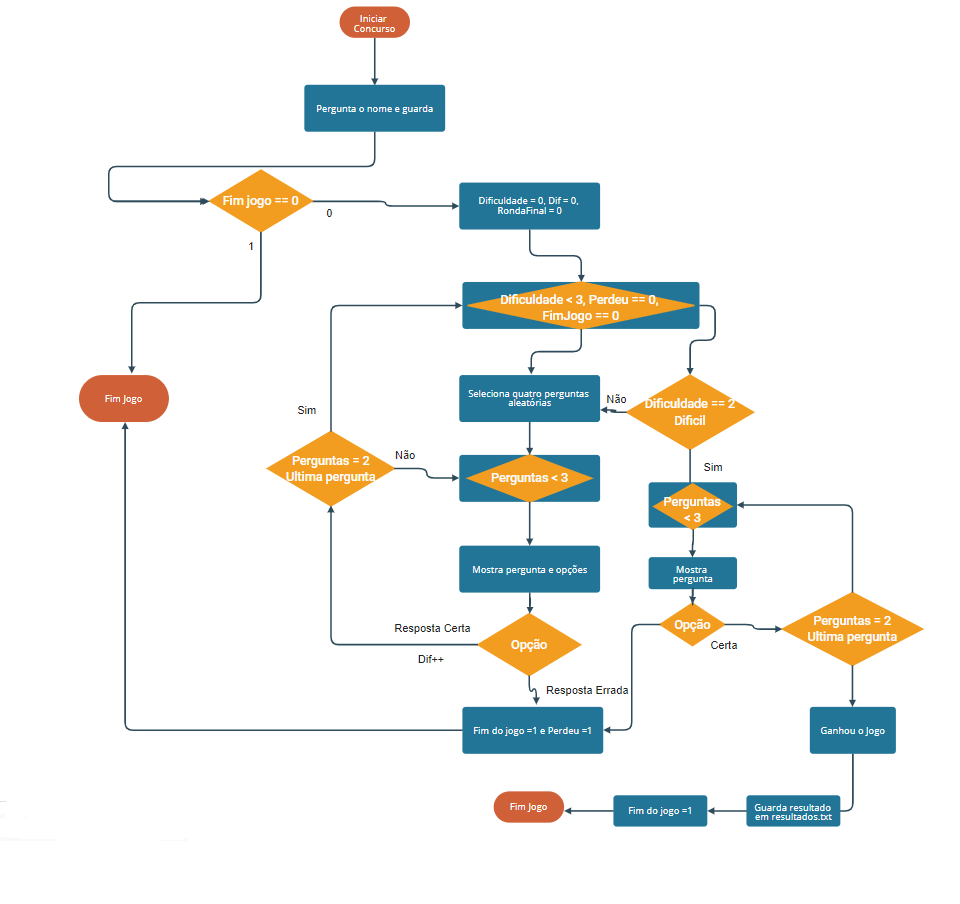 Iniciar
Concurso
Pergunta o nome e guarda
Fim jogo == 0
0
1
Dificuldade = 0, Dif = 0,
RondaFinal = 0
Dificuldade < 3, Perdeu == 0,
FimJogo == 0
Fim Jogo
Seleciona quatro perguntas
aleatórias
Não
Dificuldade == 2
Dificil
Sim
Perguntas = 2
Ultima pergunta
Não
Perguntas < 3
Sim
Perguntas
< 3
Mostra pergunta e opções
Mostra
pergunta
Resposta Certa
Dif++
Opção
Opção
Certa
Perguntas = 2
Ultima pergunta
Resposta Errada
Fim do jogo =1 e Perdeu =1
Ganhou o Jogo
Fim Jogo
Fim do jogo =1
Guarda resultado
em resultados.txt